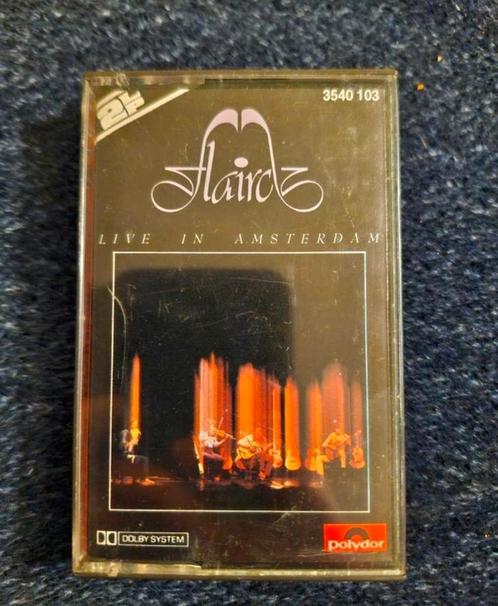 2
3540 103
flairck
LIVE IN AMSTERDAM
DOLBY SYSTEM
polydor